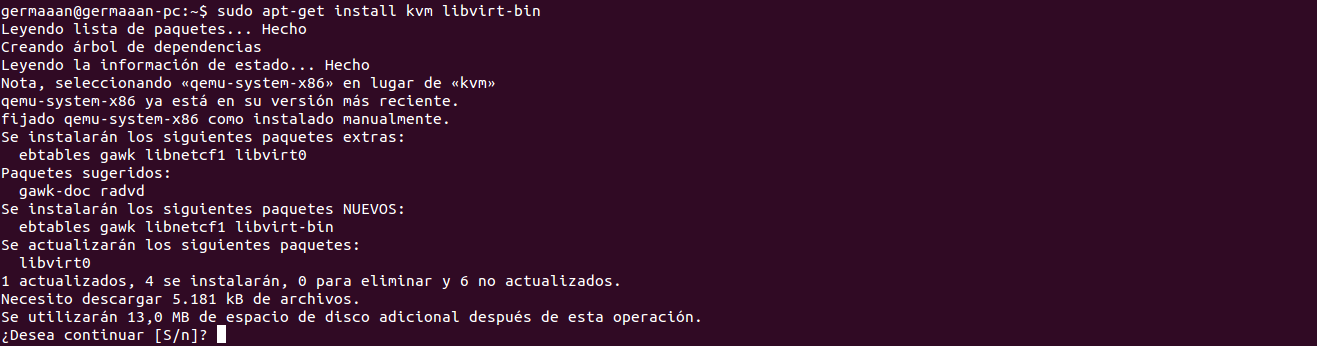 germaaan@germaaan-pc:~$ sudo apt-get install kvm libvirt-bin
Leyendo lista de paquetes... Hecho
Creando árbol de dependencias
Leyendo la información de estado... Hecho
Nota, seleccionando «qemu-system-x86» en lugar de «kvm»
qemu-system-x86 ya está en su versión más reciente.
fijado qemu-system-x86 como instalado manualmente.
Se instalarán los siguientes paquetes extras:
  ebtables gawk libnetcf1 libvirt0
Paquetes sugeridos:
  gawk-doc radvd
Se instalarán los siguientes paquetes NUEVOS:
  ebtables gawk libnetcf1 libvirt-bin
Se actualizarán los siguientes paquetes:
  libvirt0
1 actualizados, 4 se instalarán, 0 para eliminar y 6 no actualizados.
Necesito descargar 5.181 kB de archivos.
Se utilizarán 13,0 MB de espacio de disco adicional después de esta operación.
¿Desea continuar [S/n]?